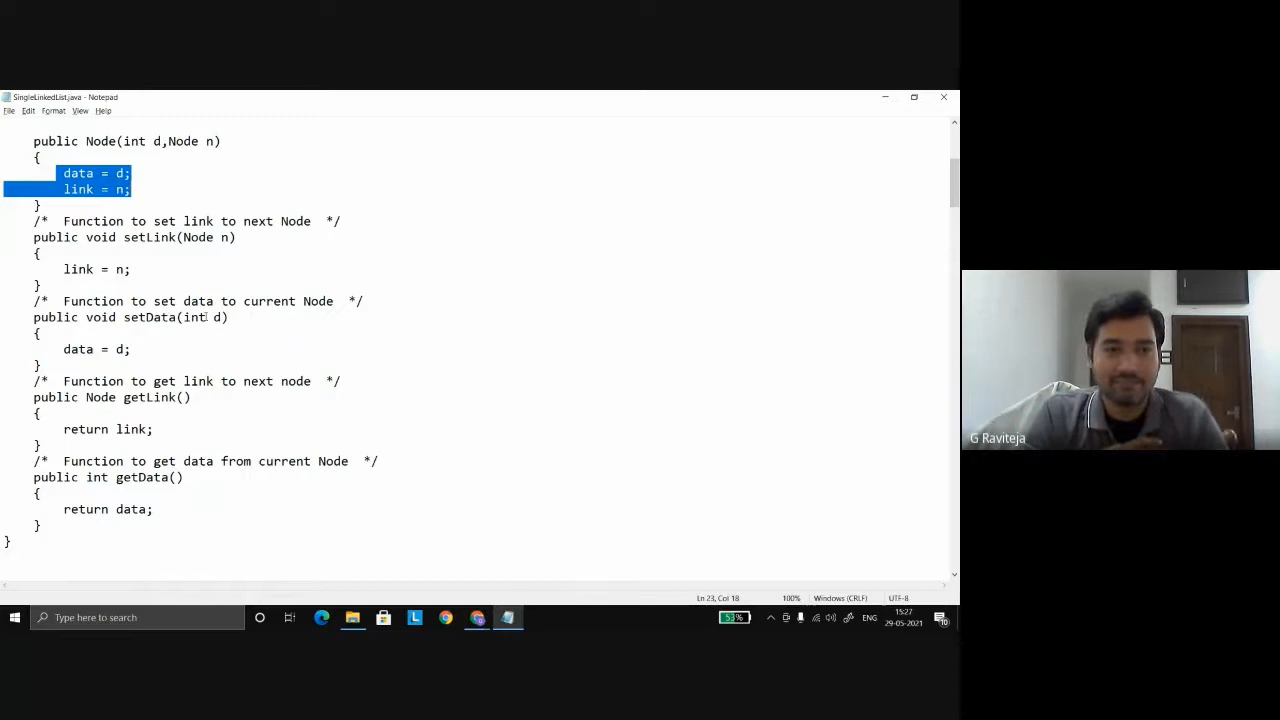 SingleLinkedList.java - Notepad
File Edit Format View Help
public Node(int d,Node n)
{
data = d;
link = n;
}
/* Function to set link to next Node */
public void setLink(Node n)
{
link = n;
}
/* Function to set data to current Node */
public void setData(int d)
{
data = d;
}
/* Function to get link to next node */
public Node getLink()
{
return link;
}
/* Function to get data from current Node */
public int getData()
{
return data;
}
}
G Raviteja
Ln 23, Col 18 100% Windows (CRLF) UTF-8
Type here to search
L
53%
ENG
15:27
29-05-2021
10